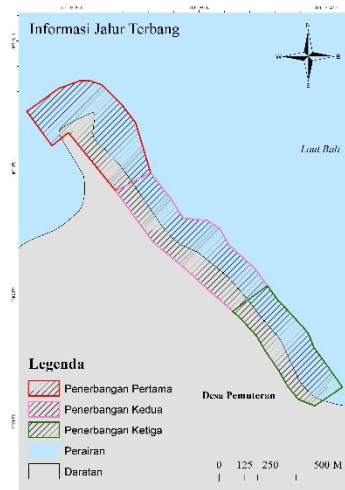 Informasi Jalur Terbang
N
W
E
S
Laut Bali
Legenda
Penerbangan Pertama
Penerbangan Kedua
Penerbangan Ketiga
Perairan
Daratan
Desa Pemuteran
0 125 250 500 M